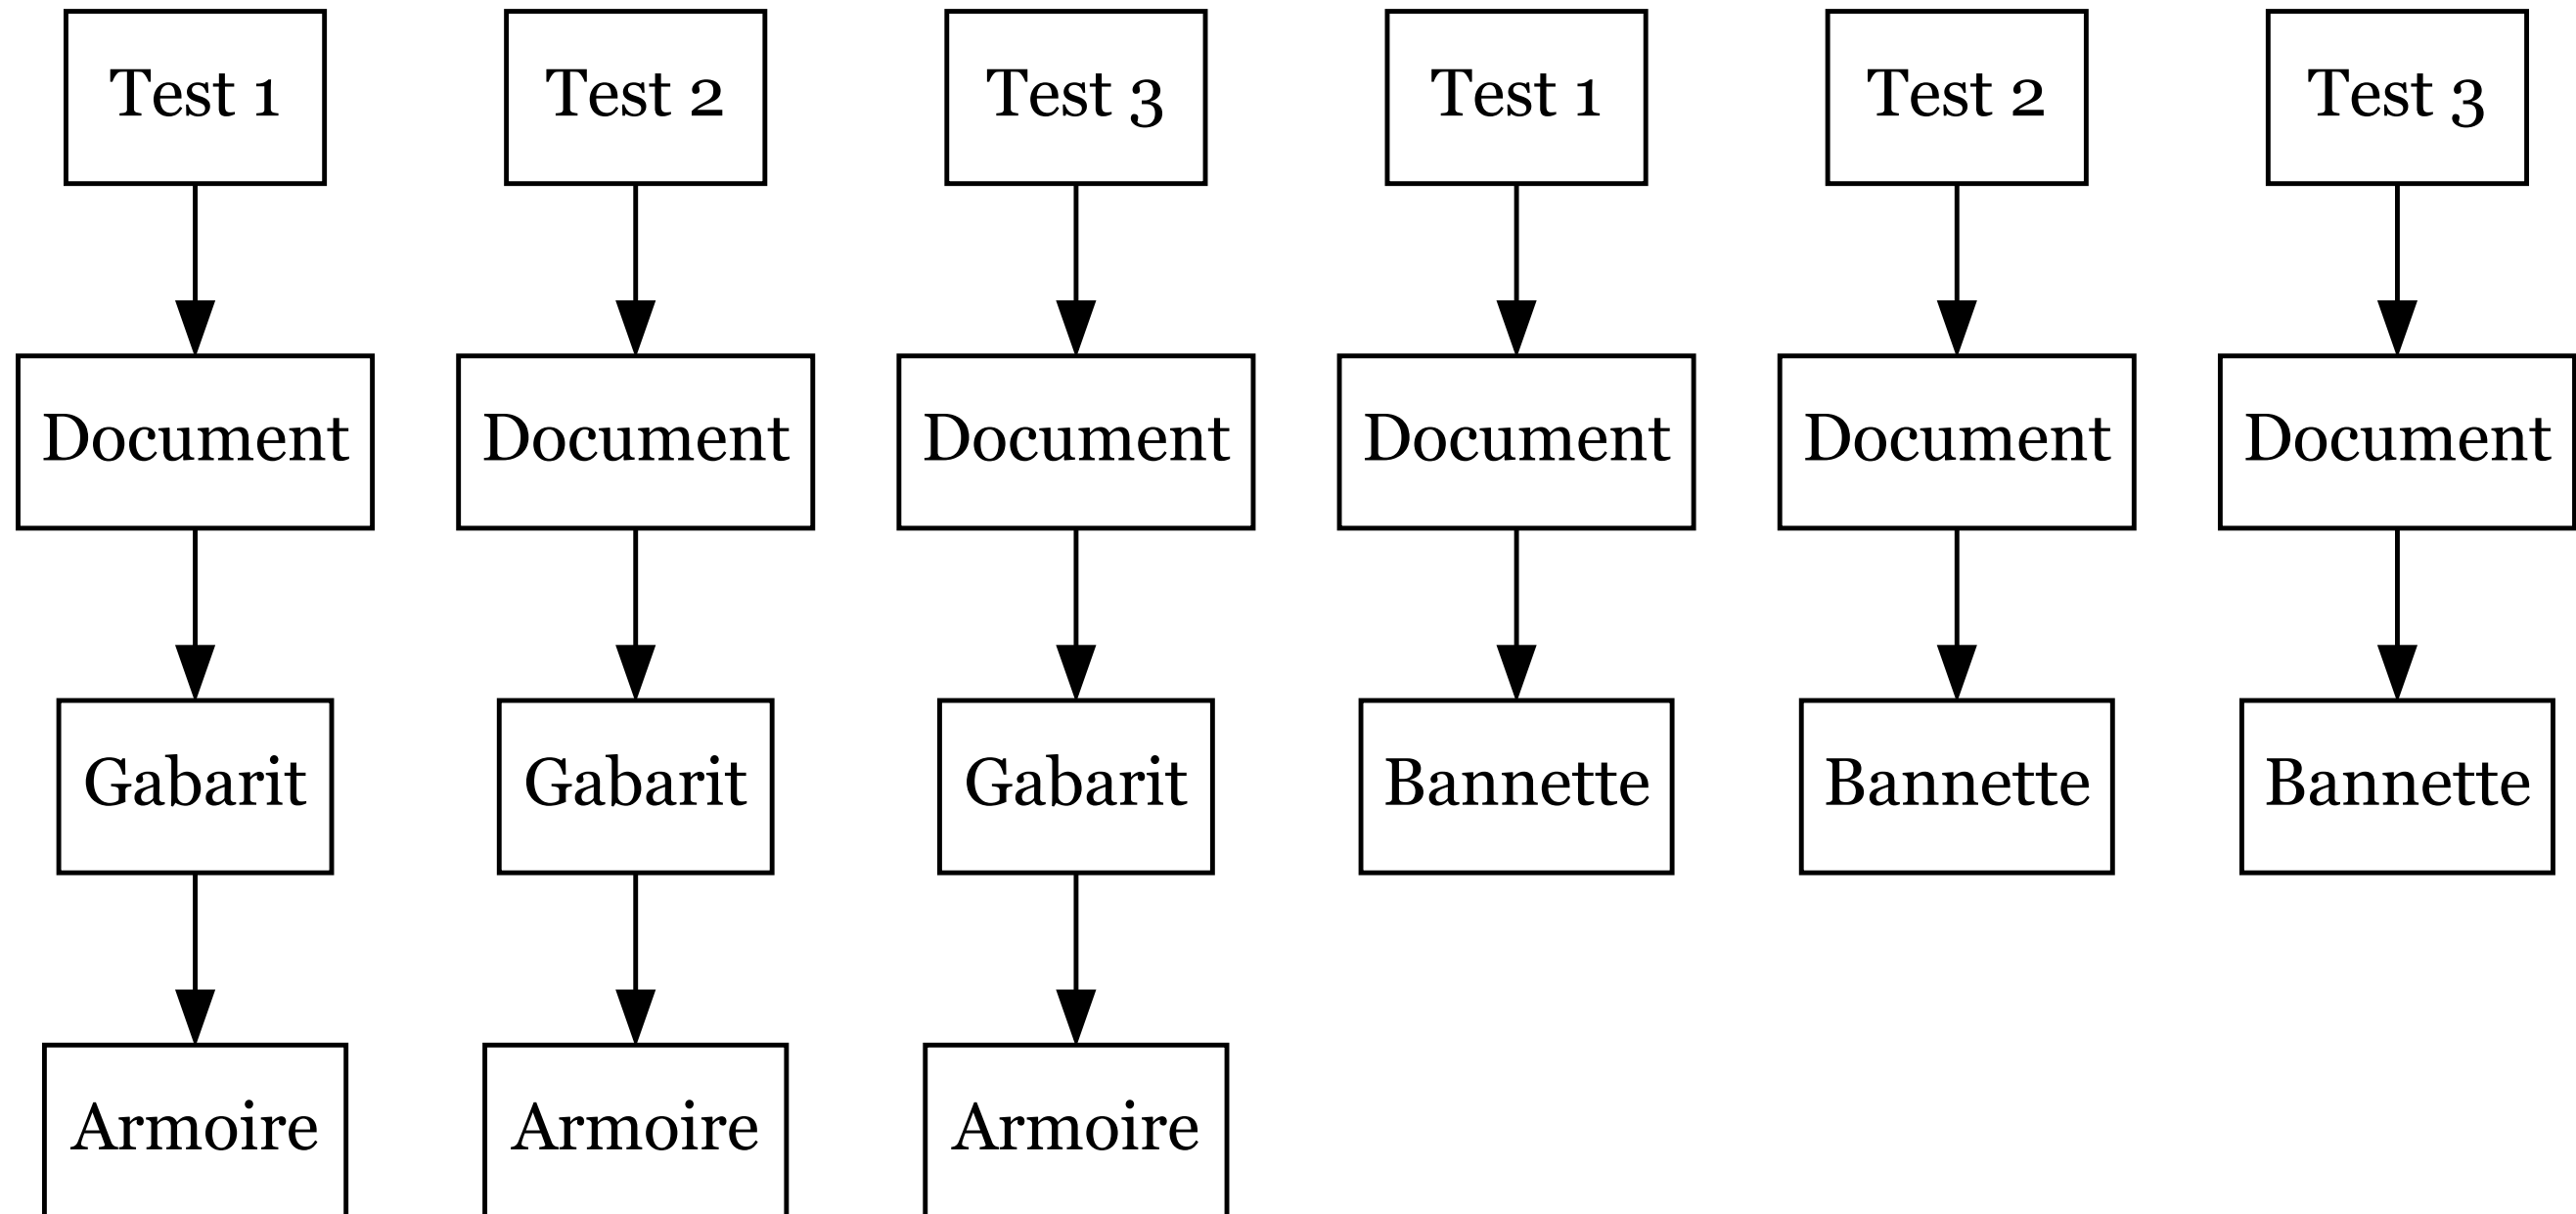 Test 1 Test 2 Test 3 Test 1 Test 2 Test 3
Document Document Document Document Document Document
Gabarit Gabarit Gabarit Bannette Bannette Bannette
Armoire Armoire Armoire